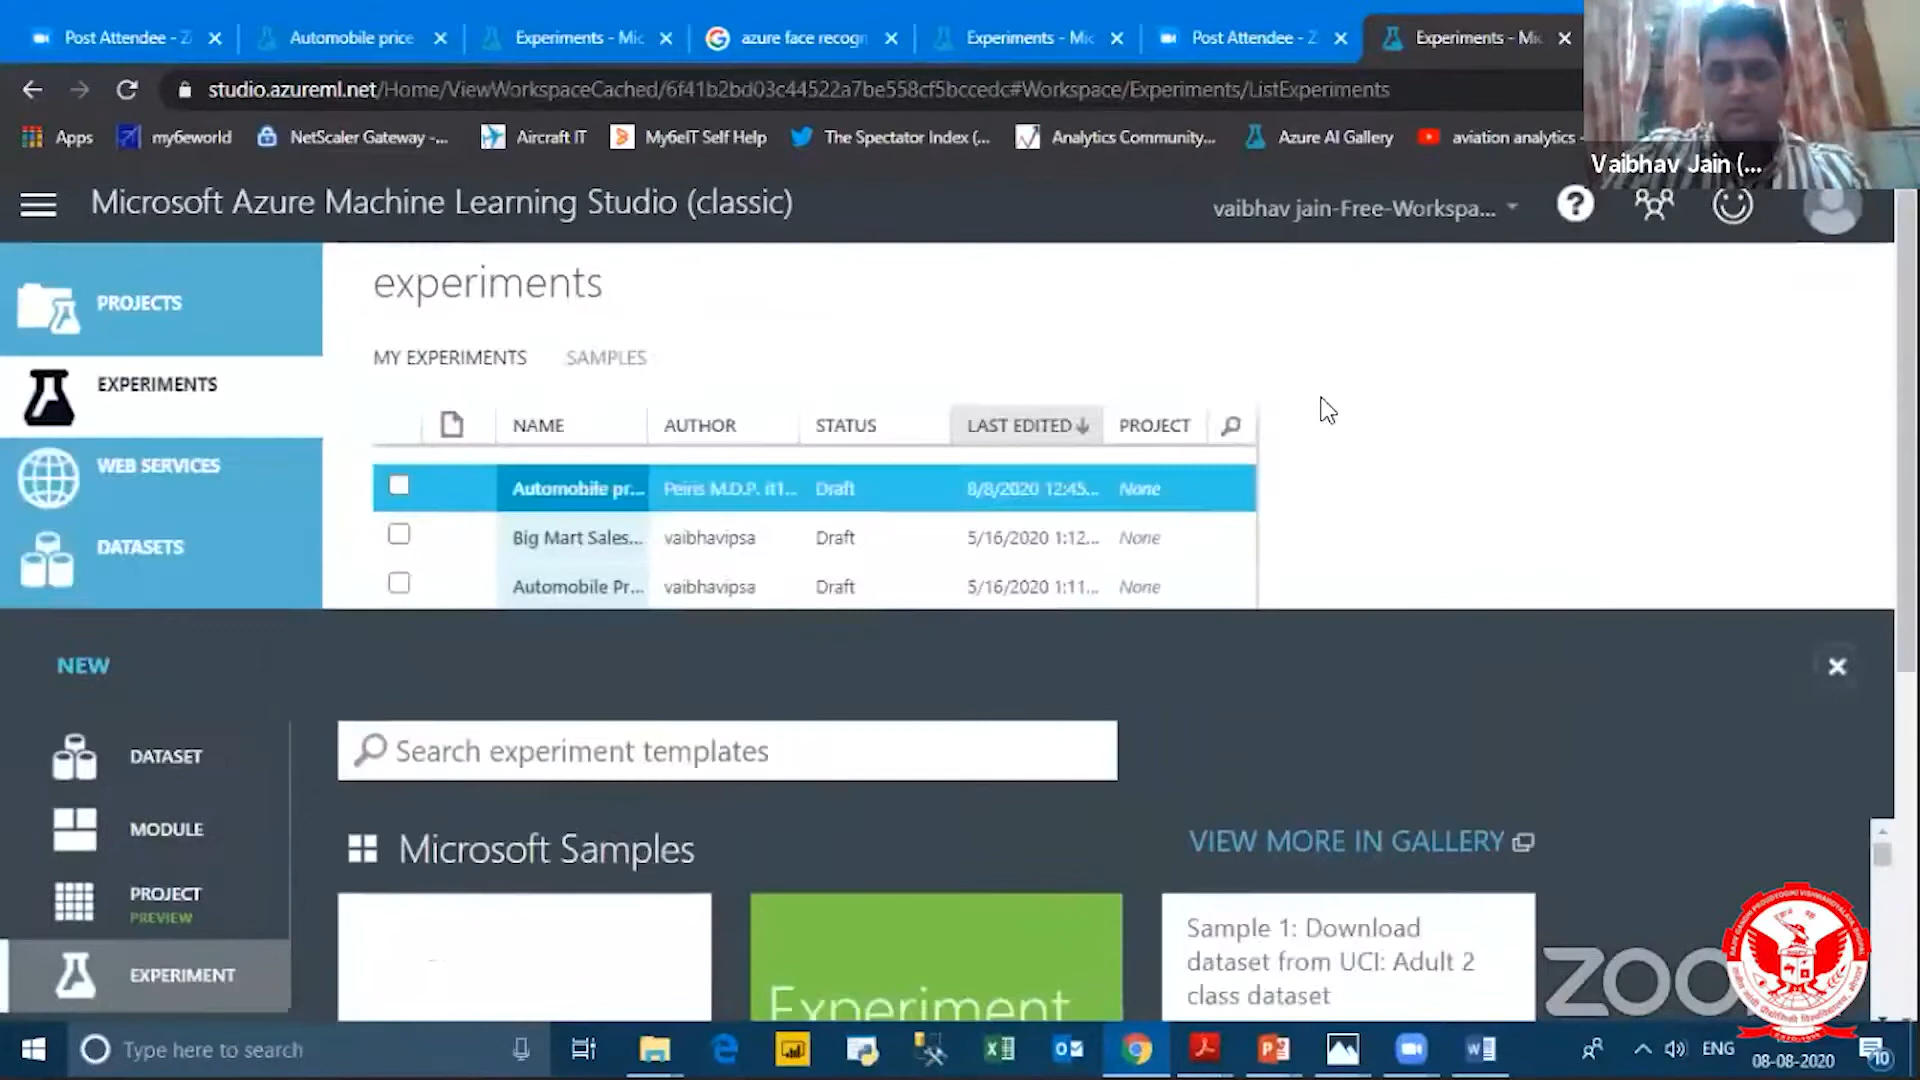 Post Attendee - Z
Automobile price
Experiments - Mic
azure face recogn
Experiments - Mic
Post Attendee - Z
Experiments - Mic
studio.azureml.net/Home/ViewWorkspaceCached/6f41b2bd03c44522a7be558cf5bccedc#Workspace/Experiments/ListExperiments
Apps
my6eworld
NetScaler Gateway -...
Aircraft IT
My6eIT Self Help
The Spectator Index (...
Analytics Community...
Azure AI Gallery
aviation analytics -
Vaibhav Jain (...
Microsoft Azure Machine Learning Studio (classic)
vaibhav jain-Free-Workspa...
PROJECTS
EXPERIMENTS
WEB SERVICES
DATASETS
experiments
MY EXPERIMENTS
SAMPLES
NAME AUTHOR STATUS LAST EDITED PROJECT
Automobile pr... Peiris M.D.P. it1... Draft 8/8/2020 12:45... None
Big Mart Sales... vaibhavipsa Draft 5/16/2020 1:12... None
Automobile Pr... vaibhavipsa Draft 5/16/2020 1:11... None
NEW
DATASET
MODULE
PROJECT
PREVIEW
EXPERIMENT
Search experiment templates
Microsoft Samples
VIEW MORE IN GALLERY
Experiment
Sample 1: Download
dataset from UCI: Adult 2
class dataset
Type here to search
ENG
08-08-2020
10